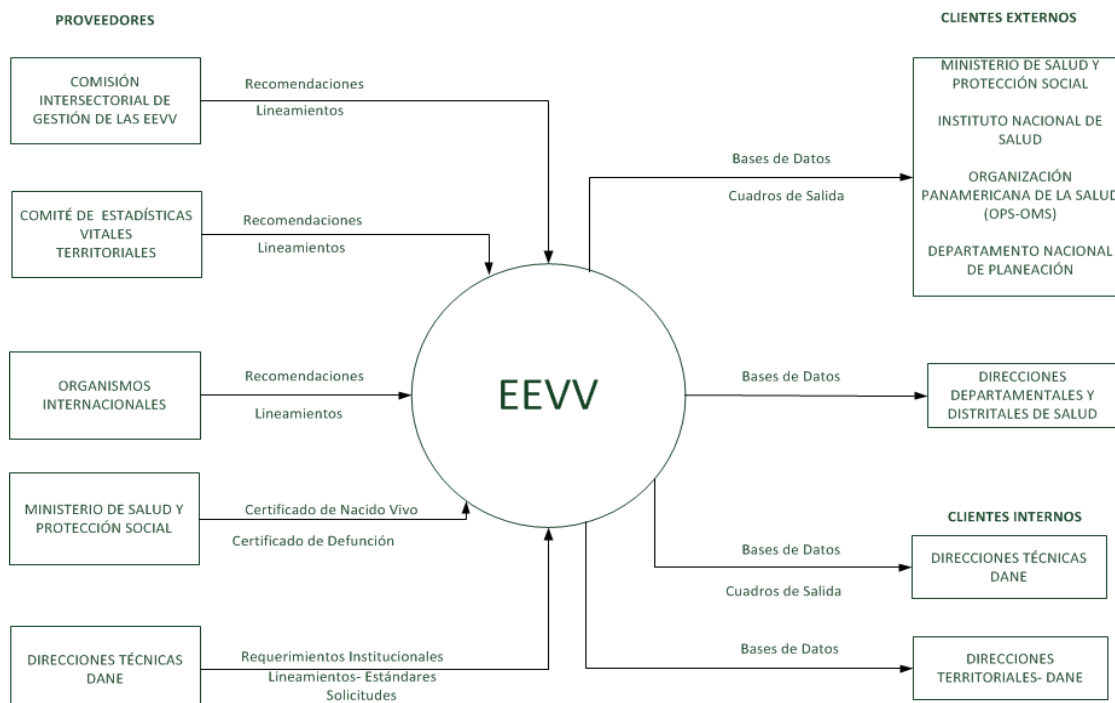 PROVEEDORES
COMISIÓN
INTERSECTORIAL DE
GESTIÓN DE LAS EEVV
Recomendaciones
Lineamientos
COMITÉ DE ESTADÍSTICAS
VITALES
TERRITORIALES
Recomendaciones
Lineamientos
ORGANISMOS
INTERNACIONALES
Recomendaciones
Lineamientos
MINISTERIO DE SALUD Y
PROTECCIÓN SOCIAL
Certificado de Nacido Vivo
Certificado de Defunción
DIRECCIONES TÉCNICAS
DANE
Requerimientos Institucionales
Lineamientos- Estándares
Solicitudes
EEVV
CLIENTES EXTERNOS
Bases de Datos
Cuadros de Salida
MINISTERIO DE SALUD Y
PROTECCIÓN SOCIAL
INSTITUTO NACIONAL DE
SALUD
ORGANIZACIÓN
PANAMERICANA DE LA SALUD
(OPS-OMS)
DEPARTAMENTO NACIONAL
DE PLANEACIÓN
Bases de Datos
DIRECCIONES
DEPARTAMENTALES Y
DISTRITALES DE SALUD
CLIENTES INTERNOS
Bases de Datos
Cuadros de Salida
DIRECCIONES TÉCNICAS
DANE
Bases de Datos
DIRECCIONES
TERRITORIALES- DANE